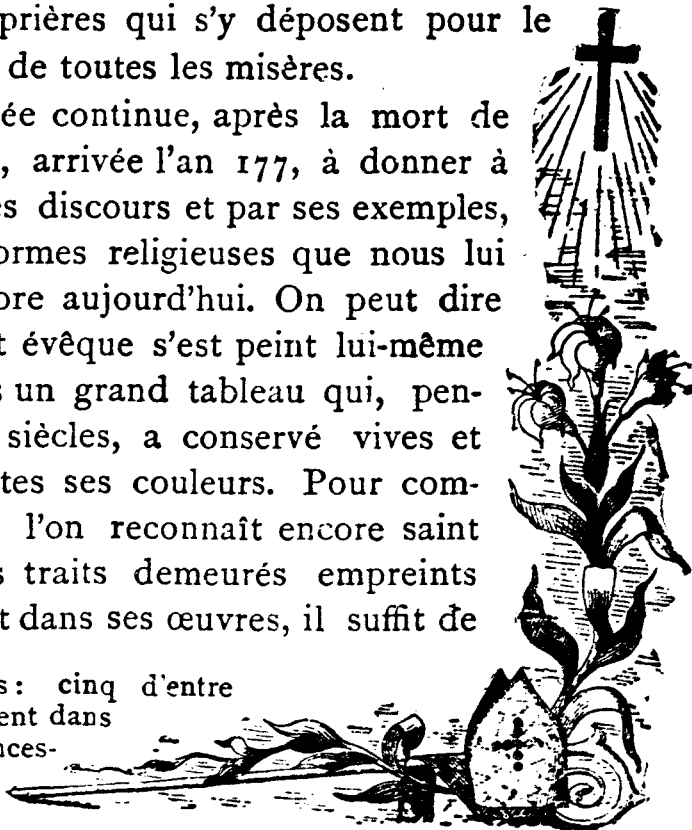 prières qui s'y déposent pour le
de toutes les misères.
ée continue, après la mort de
, arrivée l'an 177, à donner à
es discours et par ses exemples,
ormes religieuses que nous lui
ore aujourd'hui. On peut dire
t évêque s'est peint lui-même
s un grand tableau qui, pen-
siècles, a conservé vives et
tes ses couleurs. Pour com-
l'on reconnaît encore saint
s traits demeurés empreints
t dans ses œuvres, il suffit de
s : cinq d'entre
ent dans
nces-